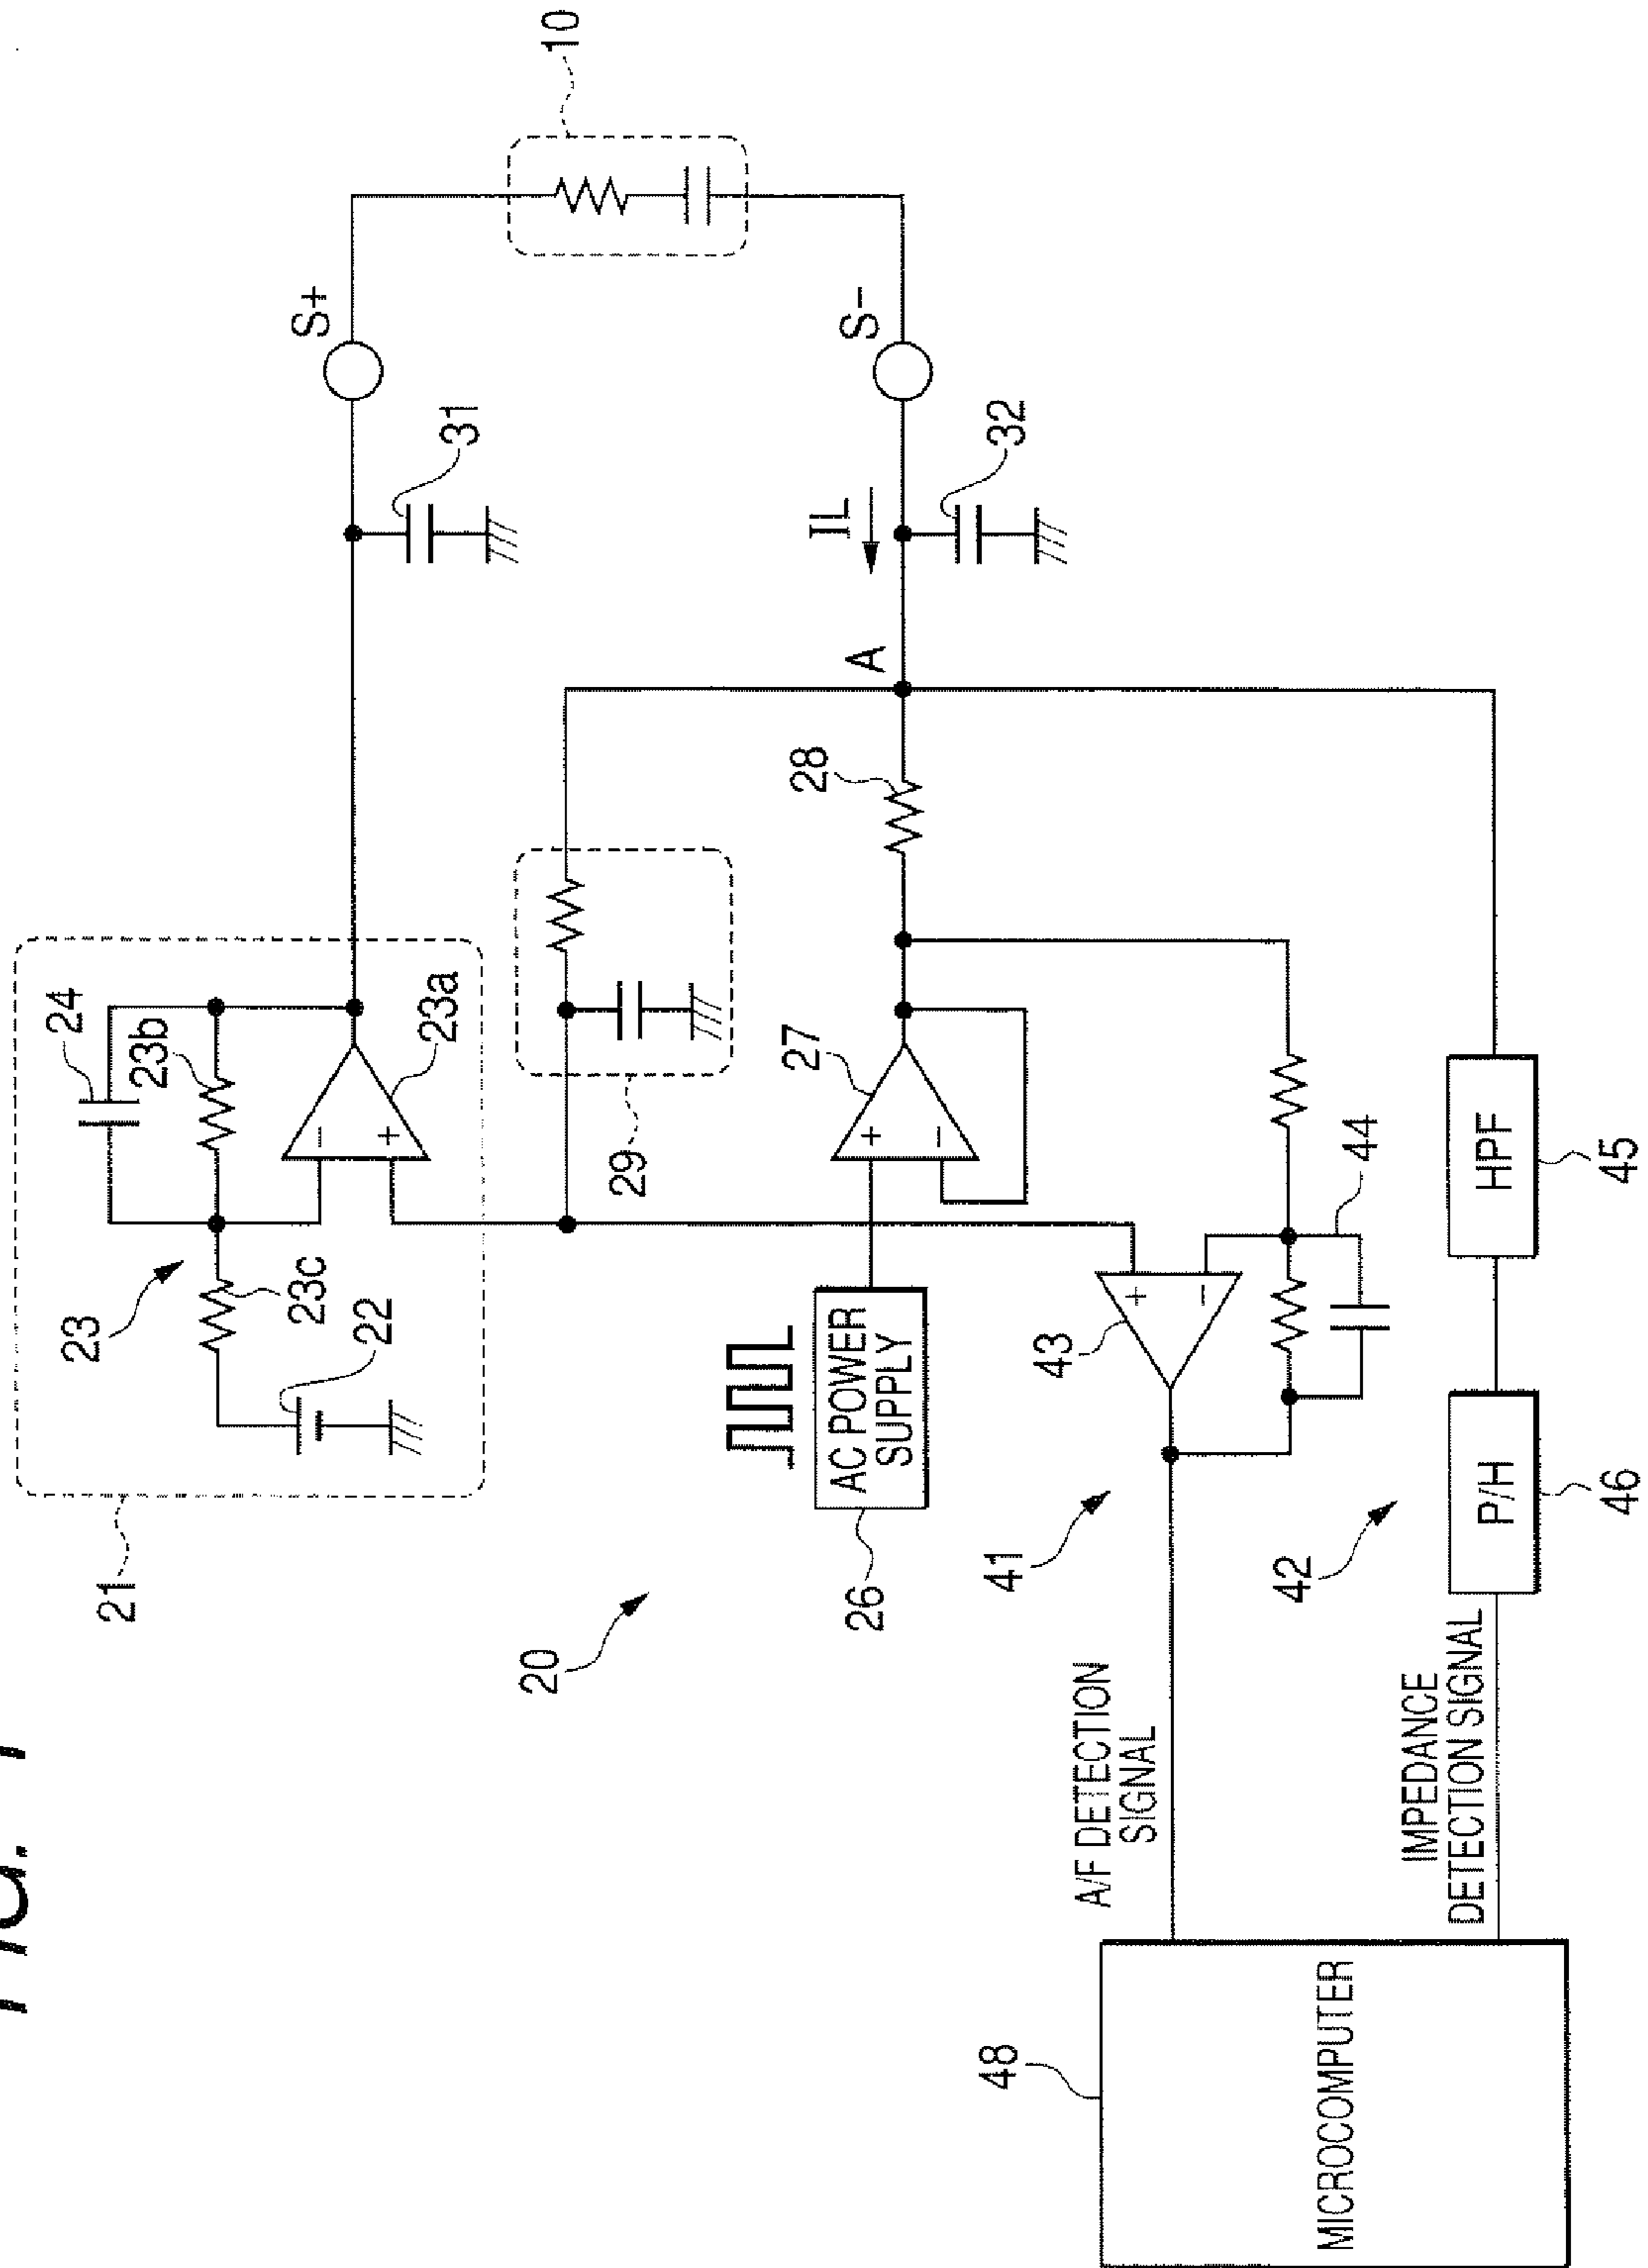 FIG. 1
21
22
23
23c
24
23b
23a
31
S+
10
20
29
26
AC POWER
SUPPLY
27
+
−
28
A
IL
32
S−
−
+
41
43
+
−
44
42
A/F DETECTION
SIGNAL
IMPEDANCE
DETECTION SIGNAL
P/H
46
HPF
45
48
MICROCOMPUTER